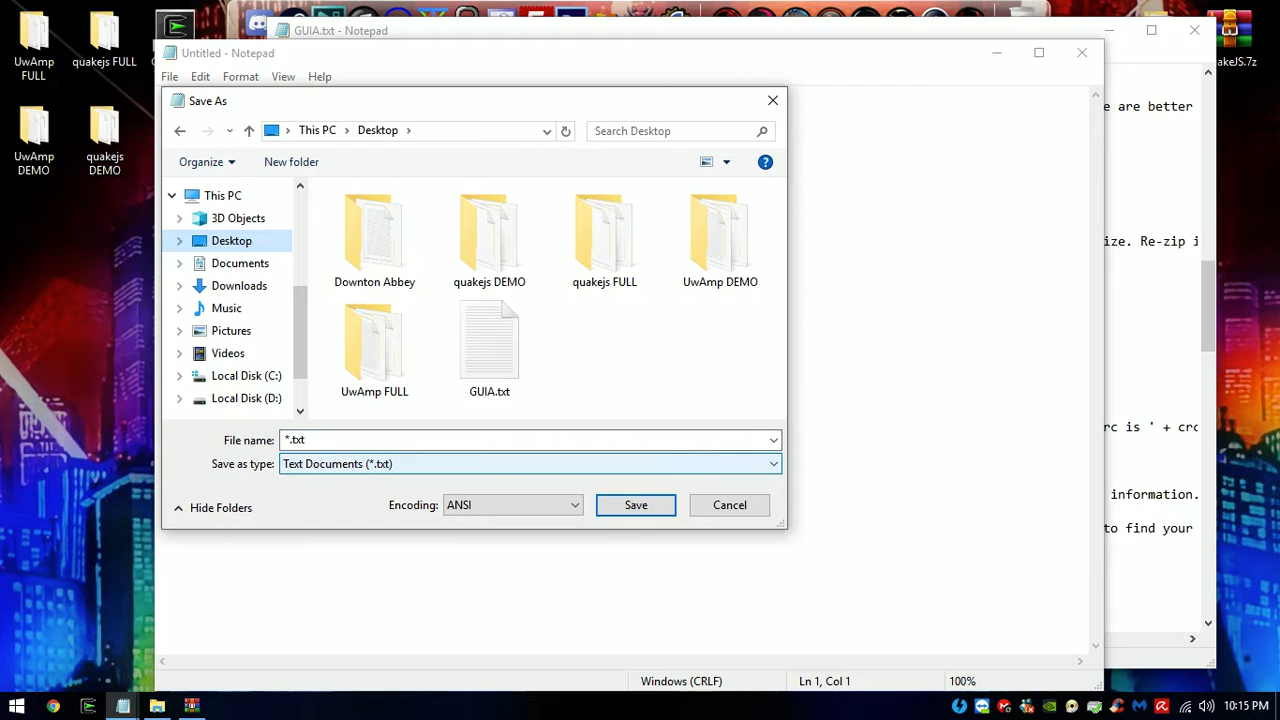 UwAmp
FULL
quakejs FULL
UwAmp
DEMO
quakejs
DEMO
GUIA.txt - Notepad
Untitled - Notepad
File Edit Format View Help
Save As
This PC Desktop
Search Desktop
Organize New folder
This PC
3D Objects
Desktop
Documents
Downloads
Music
Pictures
Videos
Local Disk (C:)
Local Disk (D:)
Downton Abbey
quakejs DEMO
quakejs FULL
UwAmp DEMO
UwAmp FULL
GUIA.txt
File name: *.txt
Save as type: Text Documents (*.txt)
Hide Folders
Encoding: ANSI
Save
Cancel
e are better
ize. Re-zip i
rc is ' + crc
information.
to find your
akeJS.7z
Windows (CRLF) Ln 1, Col 1 100%
10:15 PM